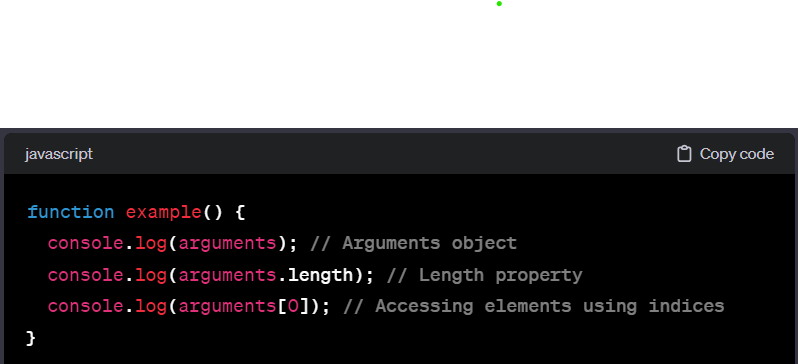 javascript
Copy code
function example() {
console.log(arguments); // Arguments object
console.log(arguments.length); // Length property
console.log(arguments[0]); // Accessing elements using indices
}